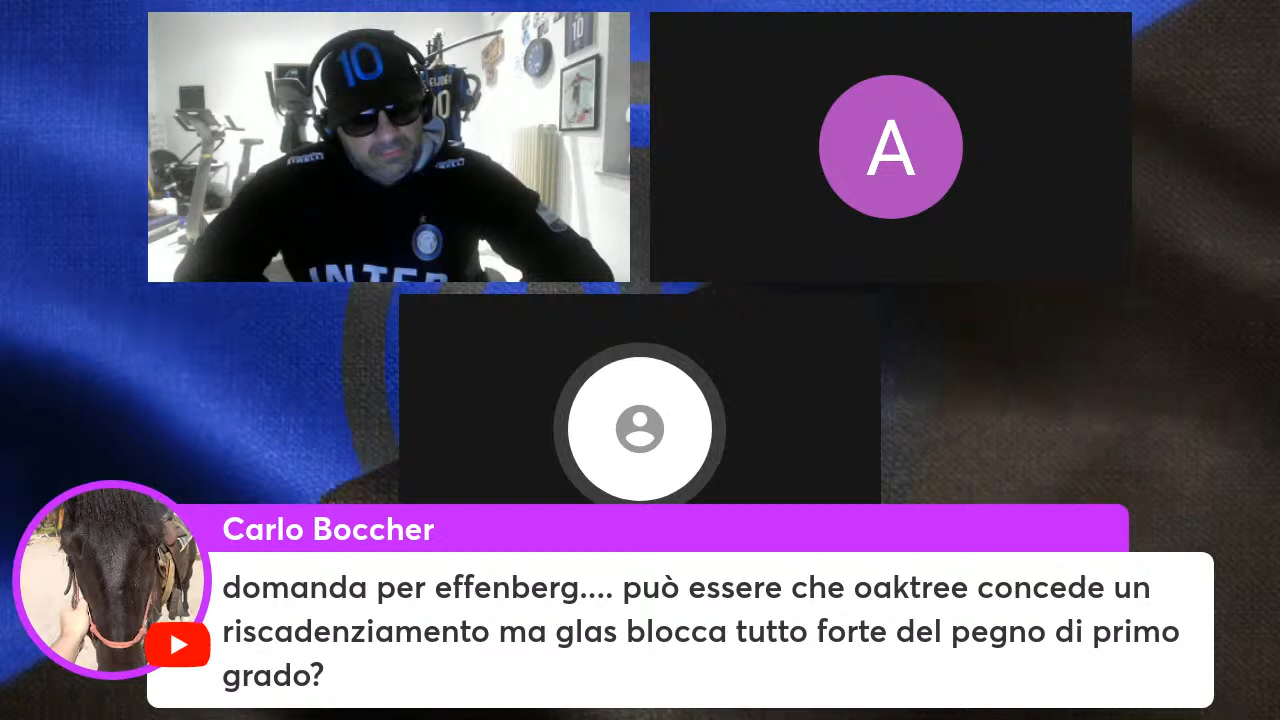 10
10
A
INTER
Carlo Boccher
domanda per effenberg.... può essere che oaktree concede un
riscadenziamento ma glas blocca tutto forte del pegno di primo
grado?